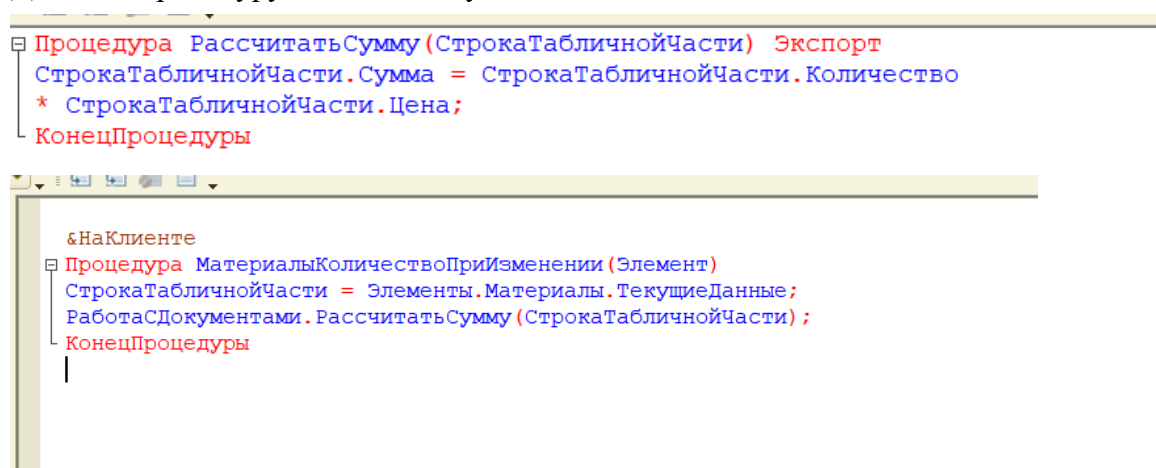 Процедура РассчитатьСумму(СтрокаТабличнойЧасти) Экспорт
СтрокаТабличнойЧасти.Сумма = СтрокаТабличнойЧасти.Количество
* СтрокаТабличнойЧасти.Цена;
КонецПроцедуры
&НаКлиенте
Процедура МатериалыКоличествоПриИзменении(Элемент)
СтрокаТабличнойЧасти = Элементы.Материалы.ТекущиеДанные;
РаботаСДокументами.РассчитатьСумму(СтрокаТабличнойЧасти);
КонецПроцедуры